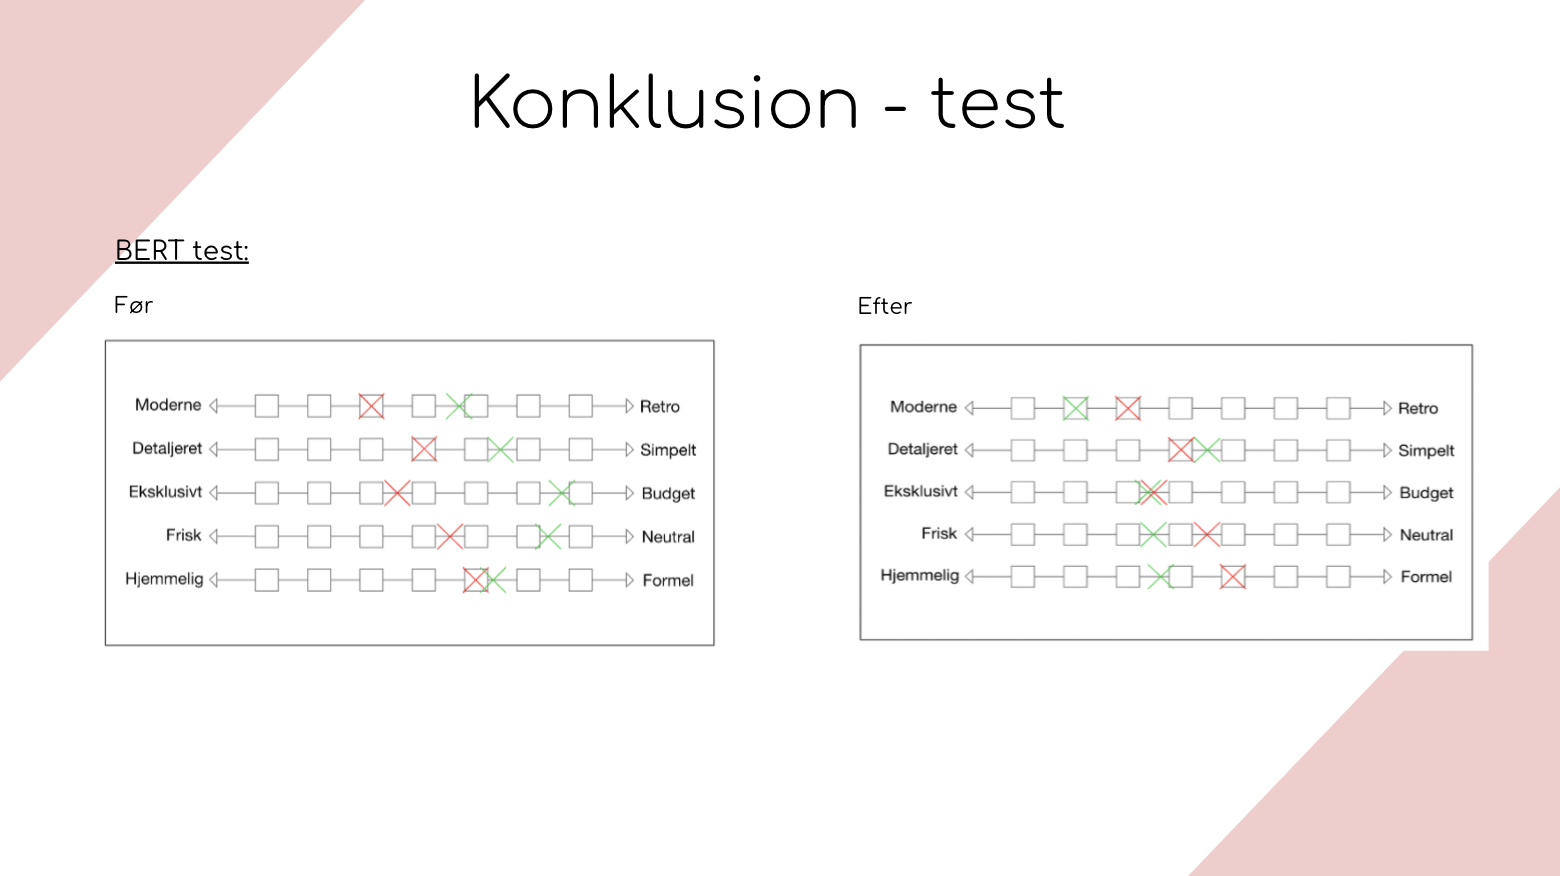 Konklusion - test
BERT test:
Før
Moderne Retro
Detaljeret Simpelt
Eksklusivt Budget
Frisk Neutral
Hjemmelig Formel
Efter
Moderne Retro
Detaljeret Simpelt
Eksklusivt Budget
Frisk Neutral
Hjemmelig Formel